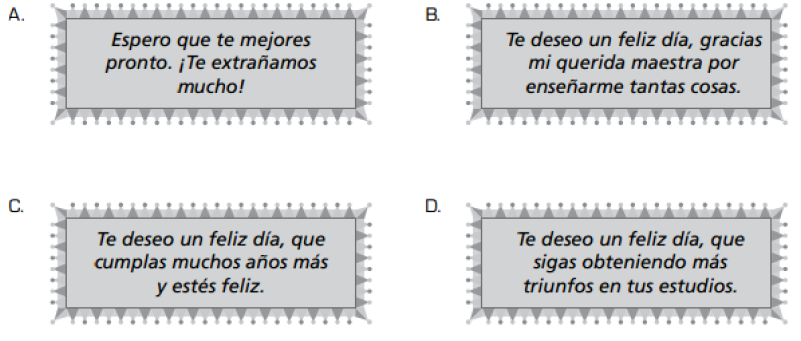 A.
Espero que te mejores
pronto. ¡Te extrañamos
mucho!
B.
Te deseo un feliz día, gracias
mi querida maestra por
enseñarme tantas cosas.
C.
Te deseo un feliz día, que
cumplas muchos años más
y estés feliz.
D.
Te deseo un feliz día, que
sigas obteniendo más
triunfos en tus estudios.